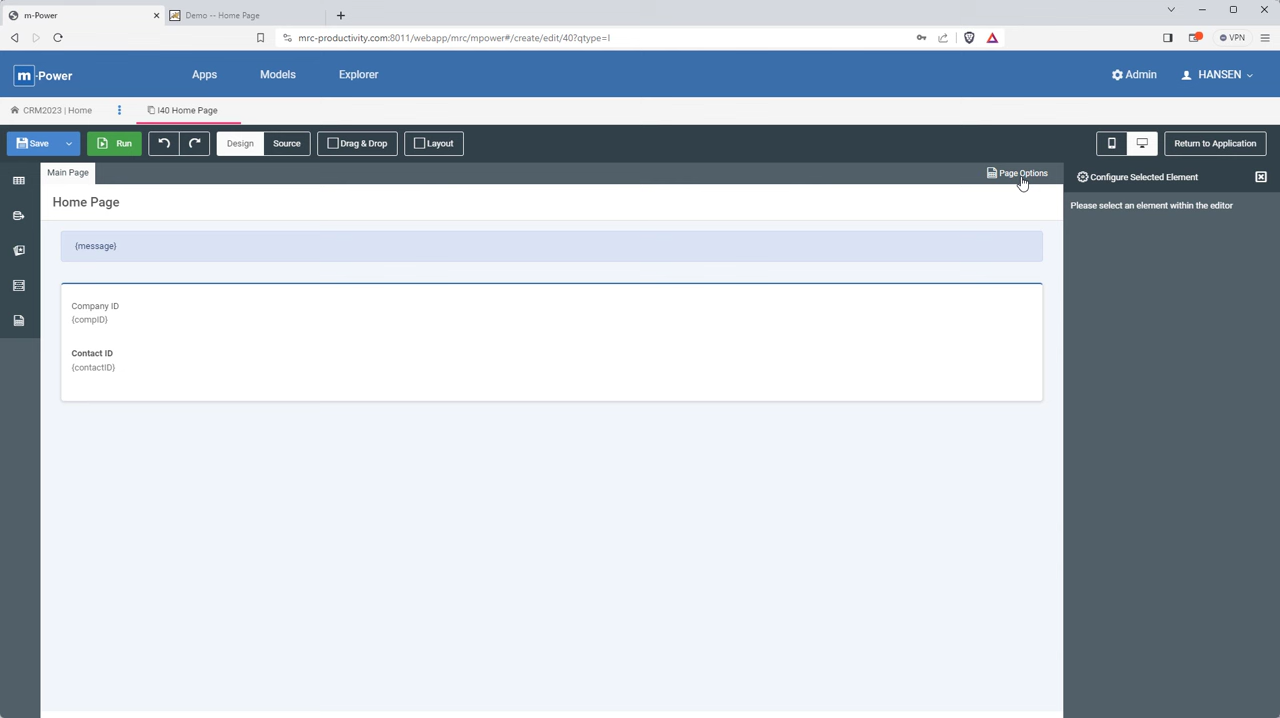 m-Power
Demo -- Home Page
mrc-productivity.com:8011/webapp/mrc/mpower#/create/edit/40?qtype=I
VPN
m -Power
Apps
Models
Explorer
Admin
HANSEN
CRM2023 | Home
I40 Home Page
Save
Run
Design
Source
Drag & Drop
Layout
Return to Application
Main Page
Page Options
Configure Selected Element
Home Page
Please select an element within the editor
{message}
Company ID
{compID}
Contact ID
{contactID}